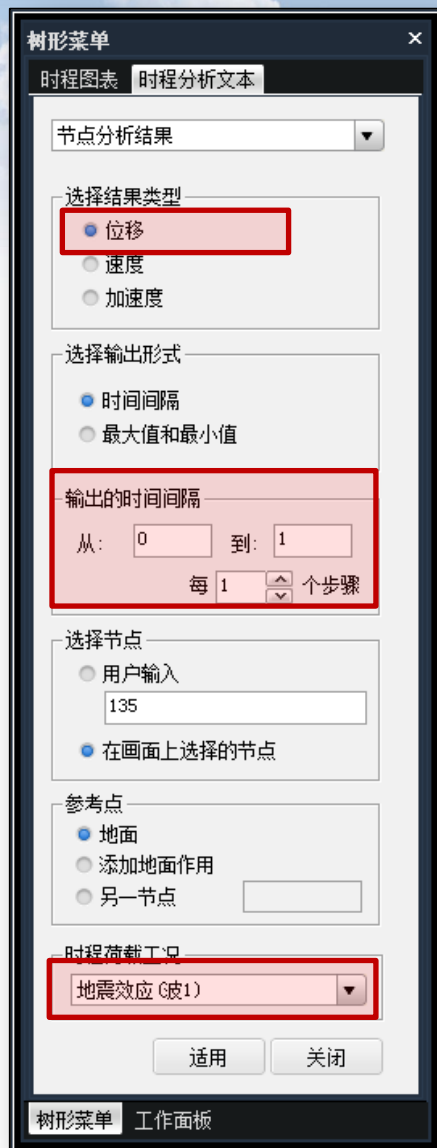 树形菜单
时程图表 时程分析文本
节点分析结果
选择结果类型
位移
速度
加速度
选择输出形式
时间间隔
最大值和最小值
输出的时间间隔
从: 0 到: 1
每 1 个步骤
选择节点
用户输入
135
在画面上选择的节点
参考点
地面
添加地面作用
另一节点
时程荷载工况
地震效应(波1)
适用 关闭
树形菜单 工作面板